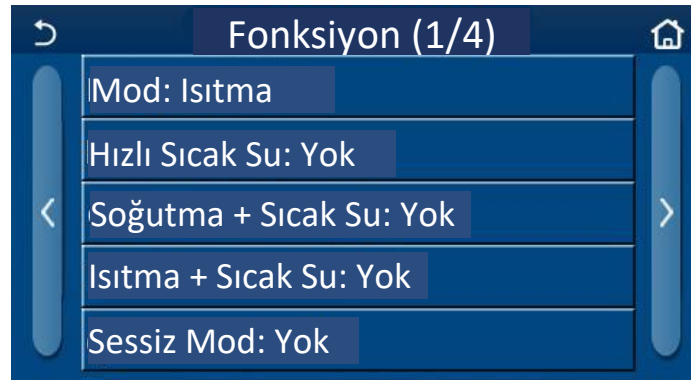 Fonksiyon (1/4)
Mod: Isıtma
Hızlı Sıcak Su: Yok
Soğutma + Sıcak Su: Yok
Isıtma + Sıcak Su: Yok
Sessiz Mod: Yok